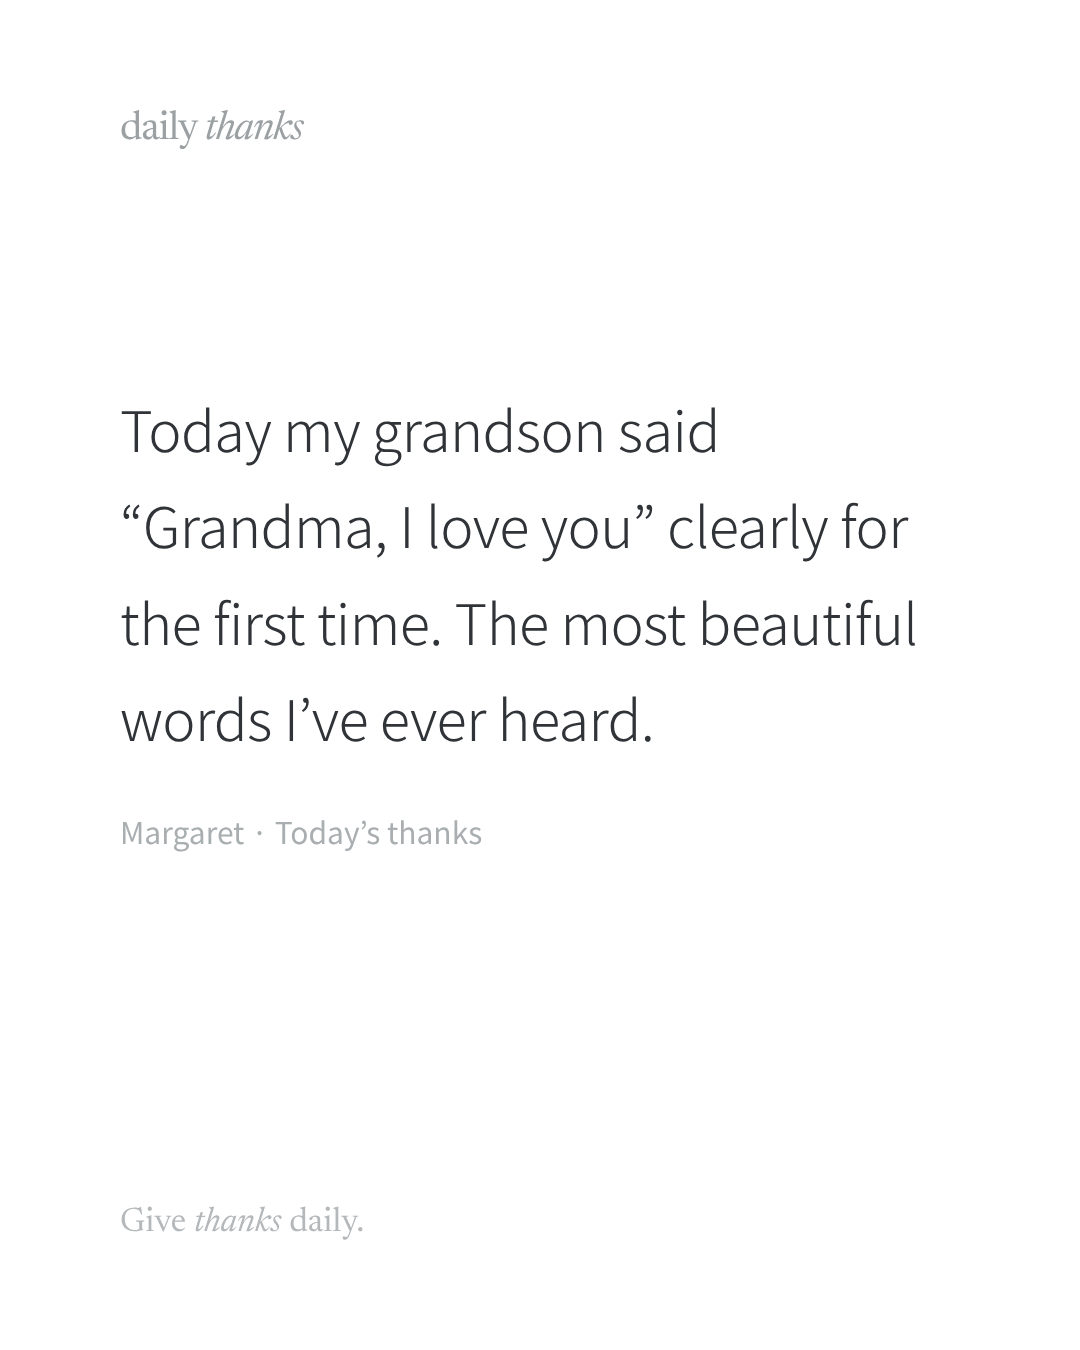 daily thanks
Today my grandson said
“Grandma, I love you” clearly for
the first time. The most beautiful
words I’ve ever heard.
Margaret · Today’s thanks
Give thanks daily.